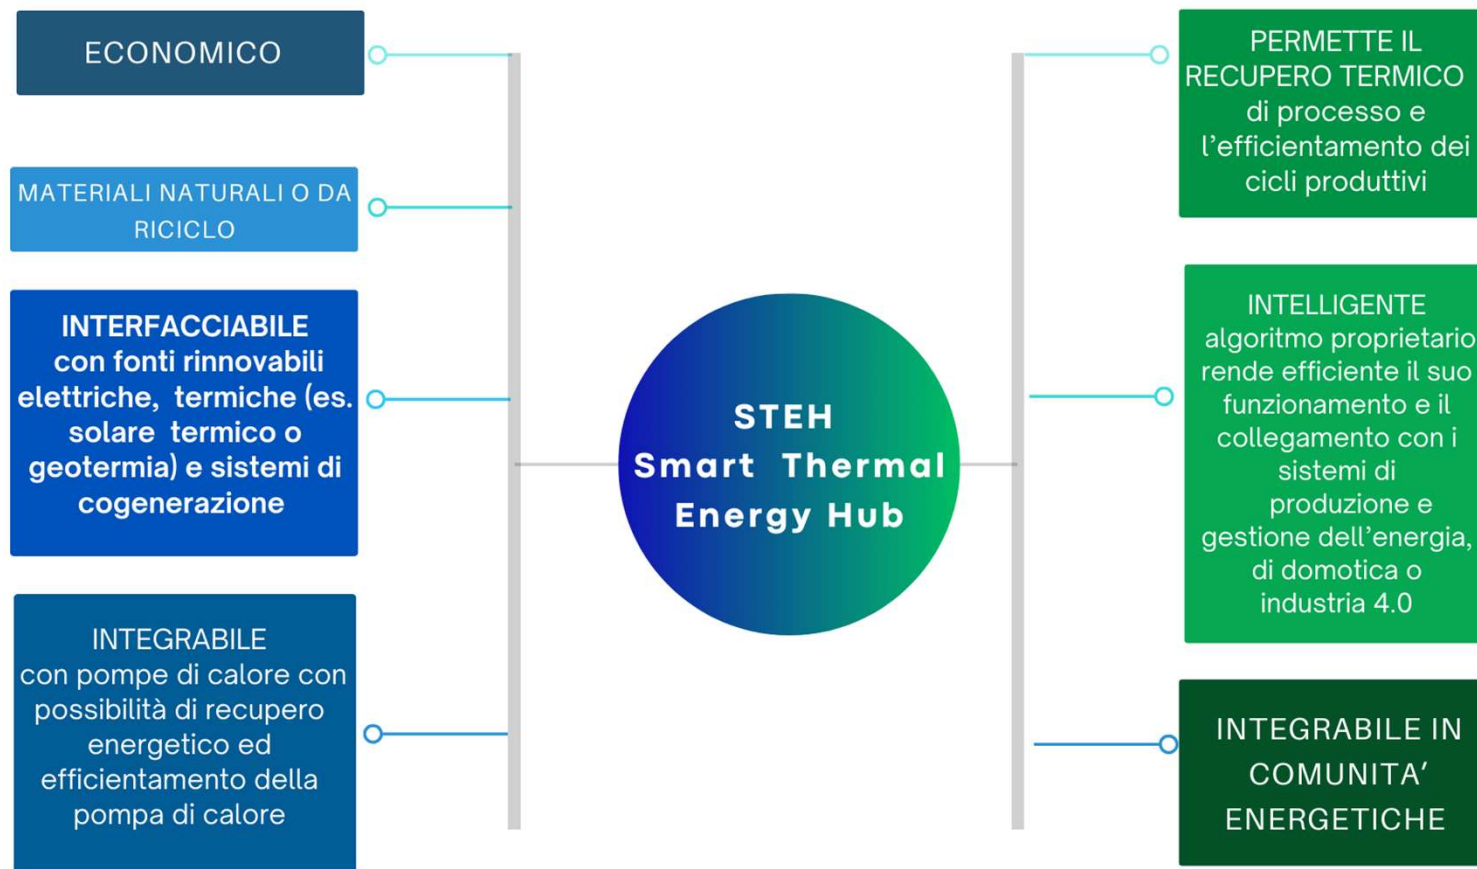 ECONOMICO
MATERIALI NATURALI O DA
RICICLO
INTERFACCIABILE
con fonti rinnovabili
elettriche, termiche (es.
solare termico o
geotermia) e sistemi di
cogenerazione
INTEGRABILE
con pompe di calore con
possibilità di recupero
energetico ed
efficientamento della
pompa di calore
STEH
Smart Thermal
Energy Hub
PERMETTE IL
RECUPERO TERMICO
di processo e
l’efficientamento dei
cicli produttivi
INTELLIGENTE
algoritmo proprietario
rende efficiente il suo
funzionamento e il
collegamento con i
sistemi di
produzione e
gestione dell’energia,
di domotica o
industria 4.0
INTEGRABILE IN
COMUNITA’
ENERGETICHE